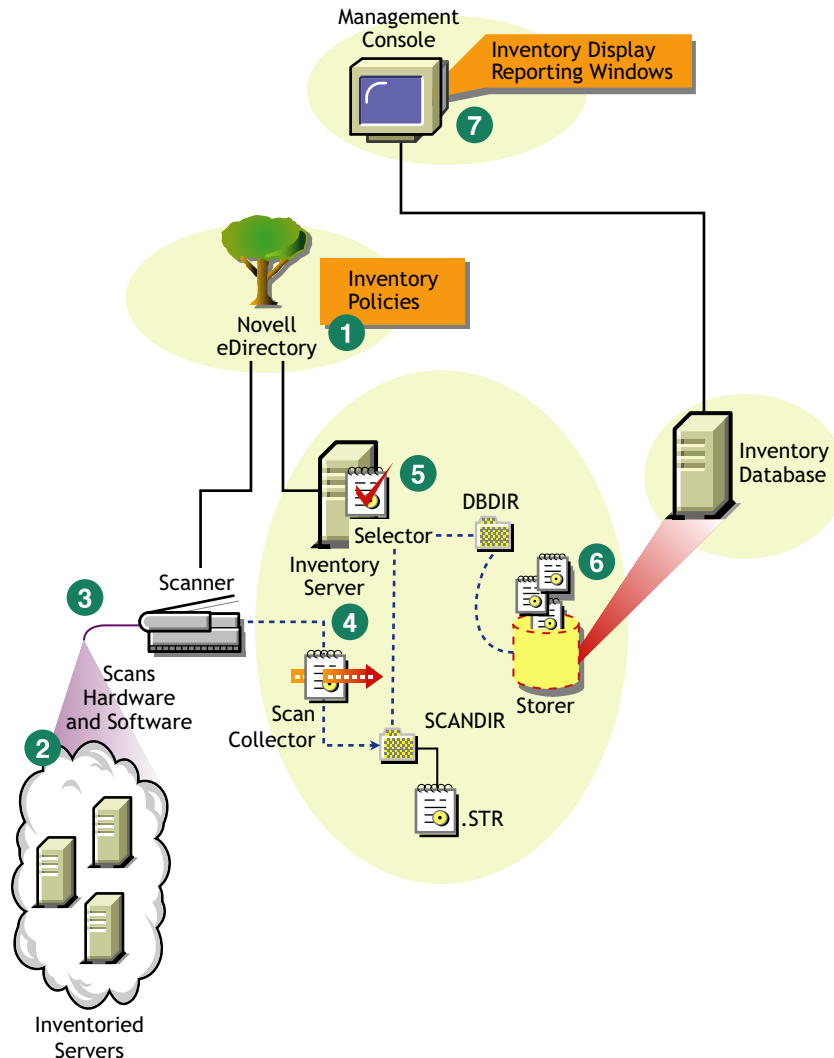 Management
Console
Inventory Display
Reporting Windows
7
Inventory
Policies
Novell
eDirectory
1
5
DBDIR
Inventory
Database
Selector
6
Inventory
Server
Scanner
3
4
Scans
Hardware
and Software
Scan
Collector
SCANDIR
Storer
2
.STR
Inventoried
Servers